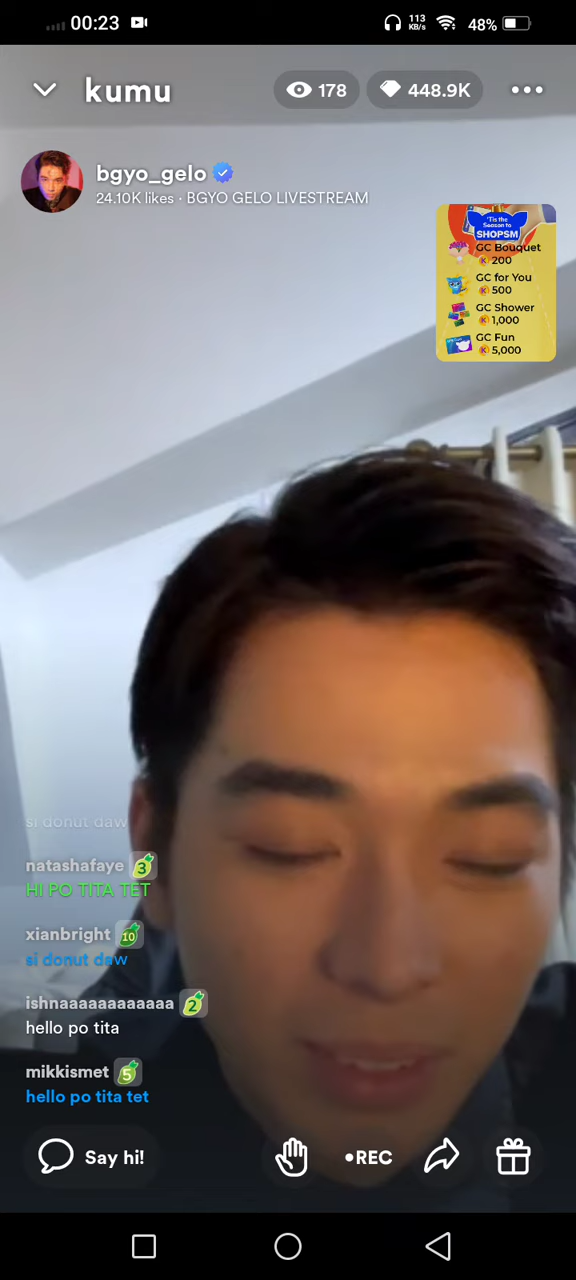 00:23
113
KB/s
48%
kumu
178
448.9K
bgyo_gelo
24.10K likes · BGYO GELO LIVESTREAM
'Tis the
Season to
SHOPSM
GC Bouquet
K 200
GC for You
K 500
GC Shower
K 1,000
GC Fun
K 5,000
si donut daw
natashafaye 3
HI PO TITA TET
xianbright 10
si donut daw
ishnaaaaaaaaaaaa 2
hello po tita
mikkismet 5
hello po tita tet
Say hi!
•REC